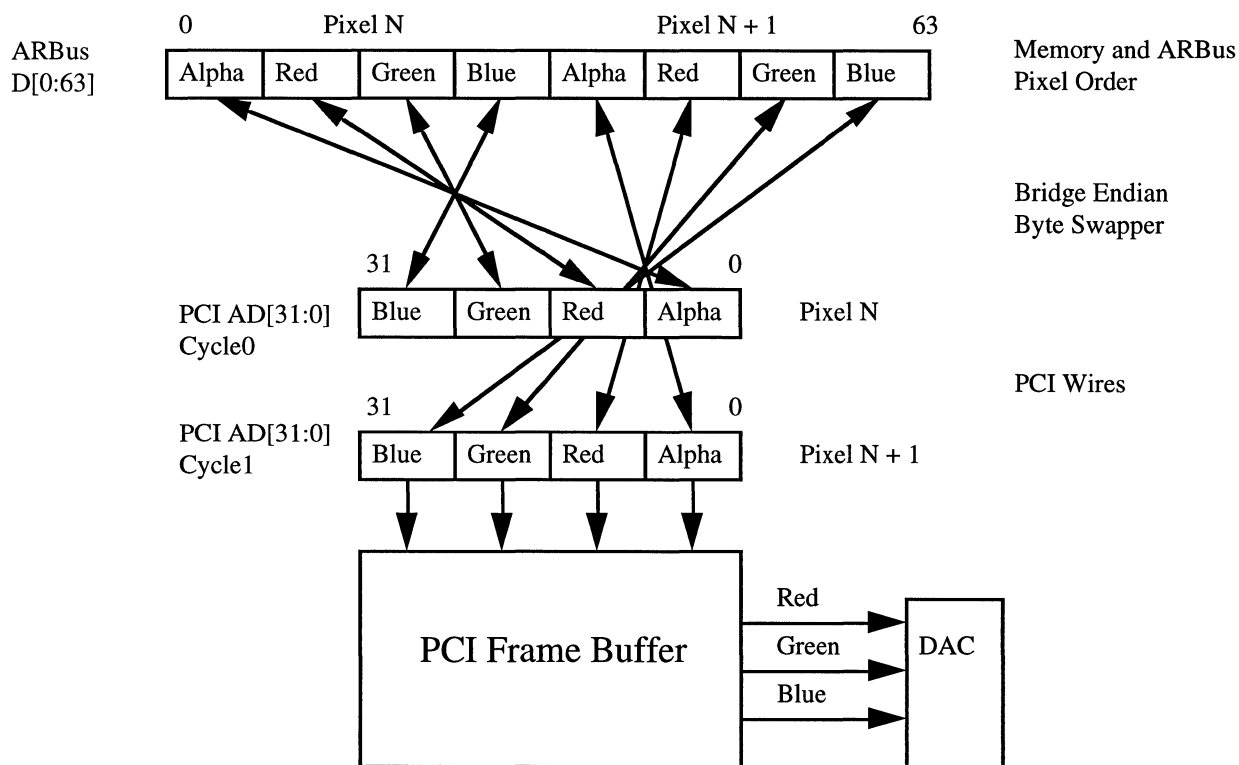 0 Pixel N Pixel N + 1 63
ARBus
D[0:63]
Alpha Red Green Blue Alpha Red Green Blue
Memory and ARBus
Pixel Order
Bridge Endian
Byte Swapper
31 0
PCI AD[31:0]
Cycle0
Blue Green Red Alpha
Pixel N
PCI Wires
31 0
PCI AD[31:0]
Cycle1
Blue Green Red Alpha
Pixel N + 1
PCI Frame Buffer
Red
Green
Blue
DAC